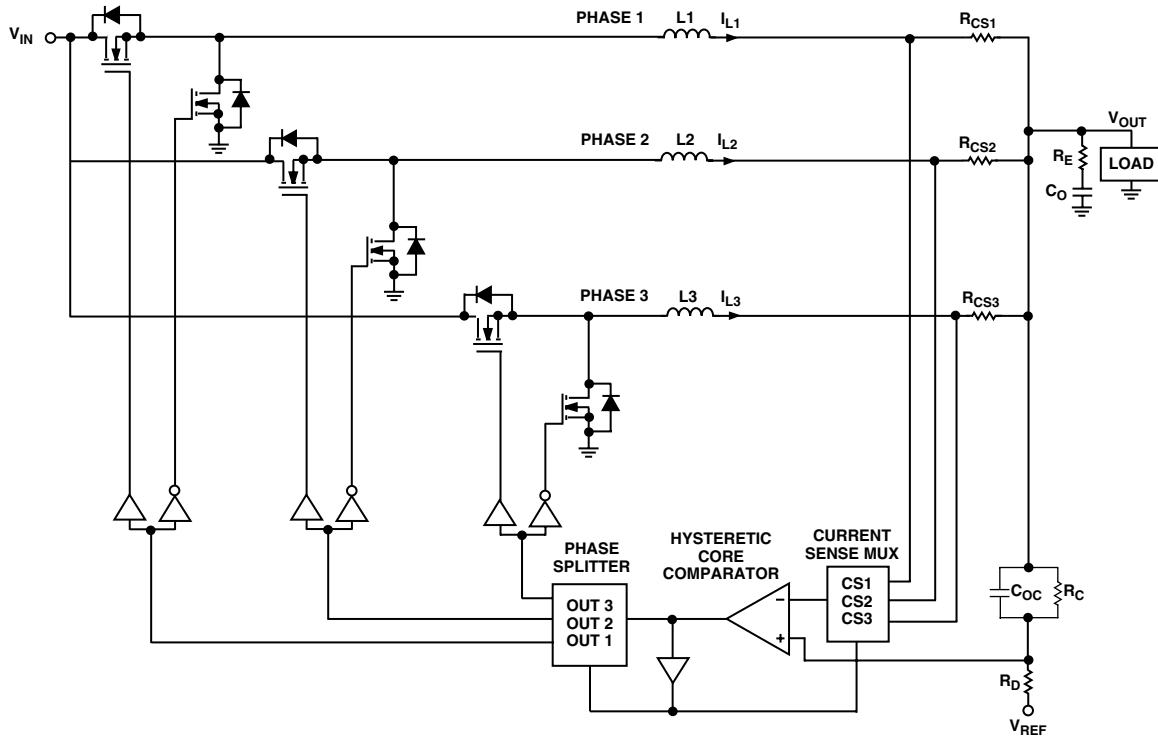 PHASE 1 L1 I_L1 R_CS1
V_IN
V_OUT
PHASE 2 L2 I_L2 R_CS2
R_E LOAD
C_O
PHASE 3 L3 I_L3 R_CS3
PHASE
SPLITTER
HYSTERETIC
CORE
COMPARATOR
CURRENT
SENSE MUX
OUT 3
OUT 2
OUT 1
−
+
CS1
CS2
CS3
C_OC R_C
R_D
V_REF